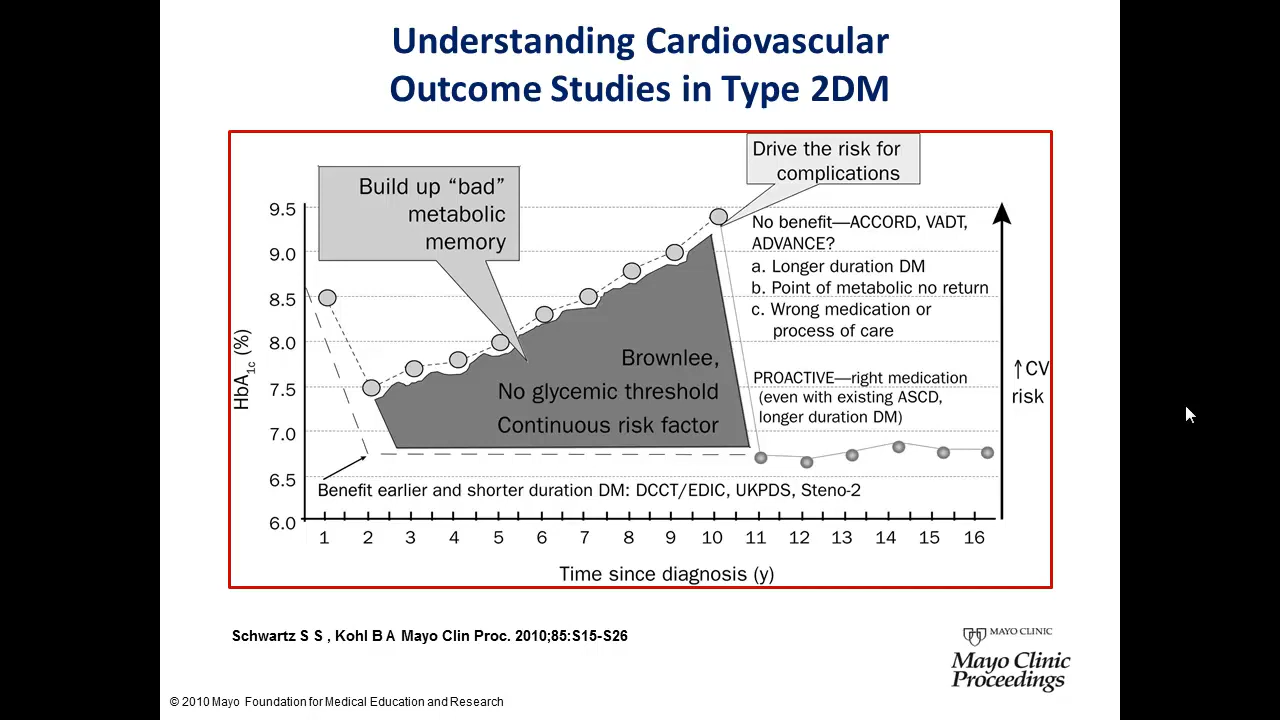 Understanding Cardiovascular
Outcome Studies in Type 2DM
Drive the risk for
complications
Build up “bad”
metabolic
memory
9.5
9.0
8.5
8.0
7.5
7.0
6.5
6.0
HbA1c (%)
No benefit—ACCORD, VADT,
ADVANCE?
a. Longer duration DM
b. Point of metabolic no return
c. Wrong medication or
process of care
Brownlee,
No glycemic threshold
Continuous risk factor
PROACTIVE—right medication
(even with existing ASCD,
longer duration DM)
↑CV
risk
Benefit earlier and shorter duration DM: DCCT/EDIC, UKPDS, Steno-2
1 2 3 4 5 6 7 8 9 10 11 12 13 14 15 16
Time since diagnosis (y)
Schwartz S S , Kohl B A Mayo Clin Proc. 2010;85:S15-S26
MAYO CLINIC
Mayo Clinic
Proceedings
© 2010 Mayo Foundation for Medical Education and Research